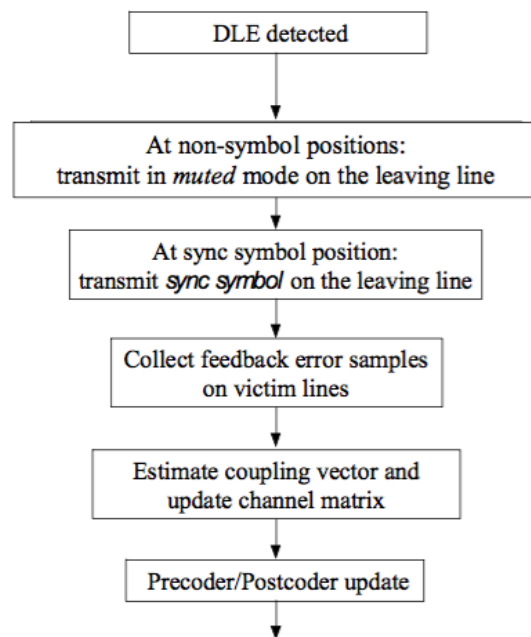 DLE detected
At non-symbol positions:
transmit in muted mode on the leaving line
At sync symbol position:
transmit sync symbol on the leaving line
Collect feedback error samples
on victim lines
Estimate coupling vector and
update channel matrix
Precoder/Postcoder update